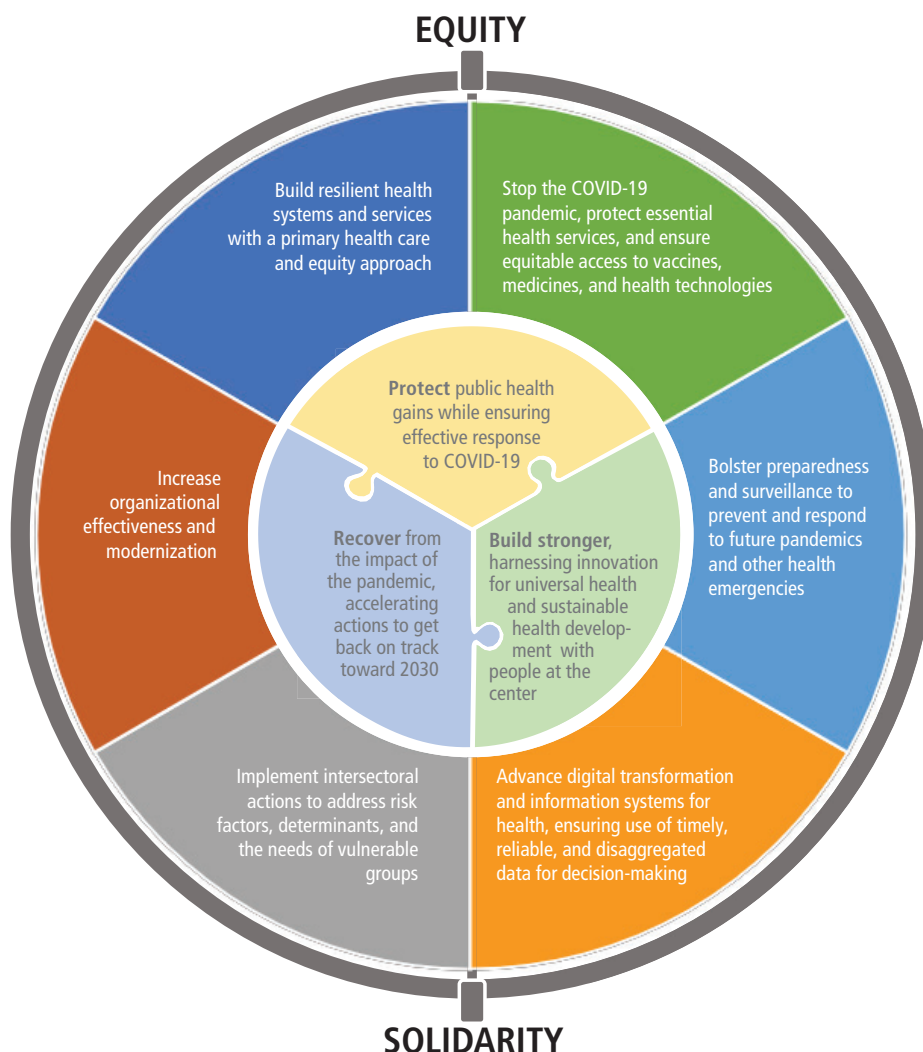 EQUITY
Build resilient health
systems and services
with a primary health care
and equity approach
Stop the COVID-19
pandemic, protect essential
health services, and ensure
equitable access to vaccines,
medicines, and health technologies
Protect public health
gains while ensuring
effective response
to COVID-19
Increase
organizational
effectiveness and
modernization
Bolster preparedness
and surveillance to
prevent and respond
to future pandemics
and other health
emergencies
Recover from
the impact of
the pandemic,
accelerating
actions to get
back on track
toward 2030
Build stronger,
harnessing innovation
for universal health
and sustainable
health develop-
ment with
people at the
center
Implement intersectoral
actions to address risk
factors, determinants, and
the needs of vulnerable
groups
Advance digital transformation
and information systems for
health, ensuring use of timely,
reliable, and disaggregated
data for decision-making
SOLIDARITY